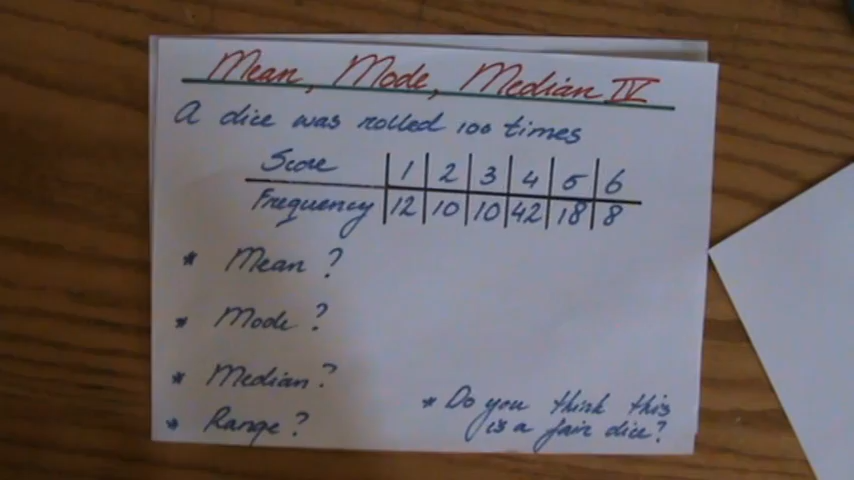 Mean, Mode, Median IV
A dice was rolled 100 times
Score 1 2 3 4 5 6
Frequency 12 10 10 42 18 8
* Mean?
* Mode?
* Median?
* Range?
* Do you think this
is a fair dice?